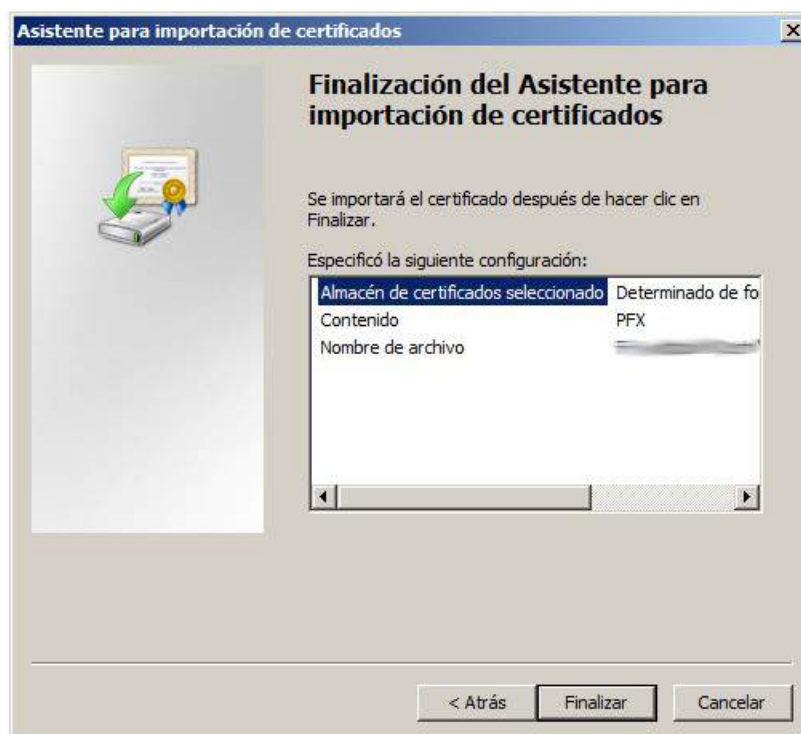 Asistente para importación de certificados
Finalización del Asistente para
importación de certificados
Se importará el certificado después de hacer clic en
Finalizar.
Especificó la siguiente configuración:
Almacén de certificados seleccionado Determinado de fo
Contenido PFX
Nombre de archivo
< Atrás Finalizar Cancelar